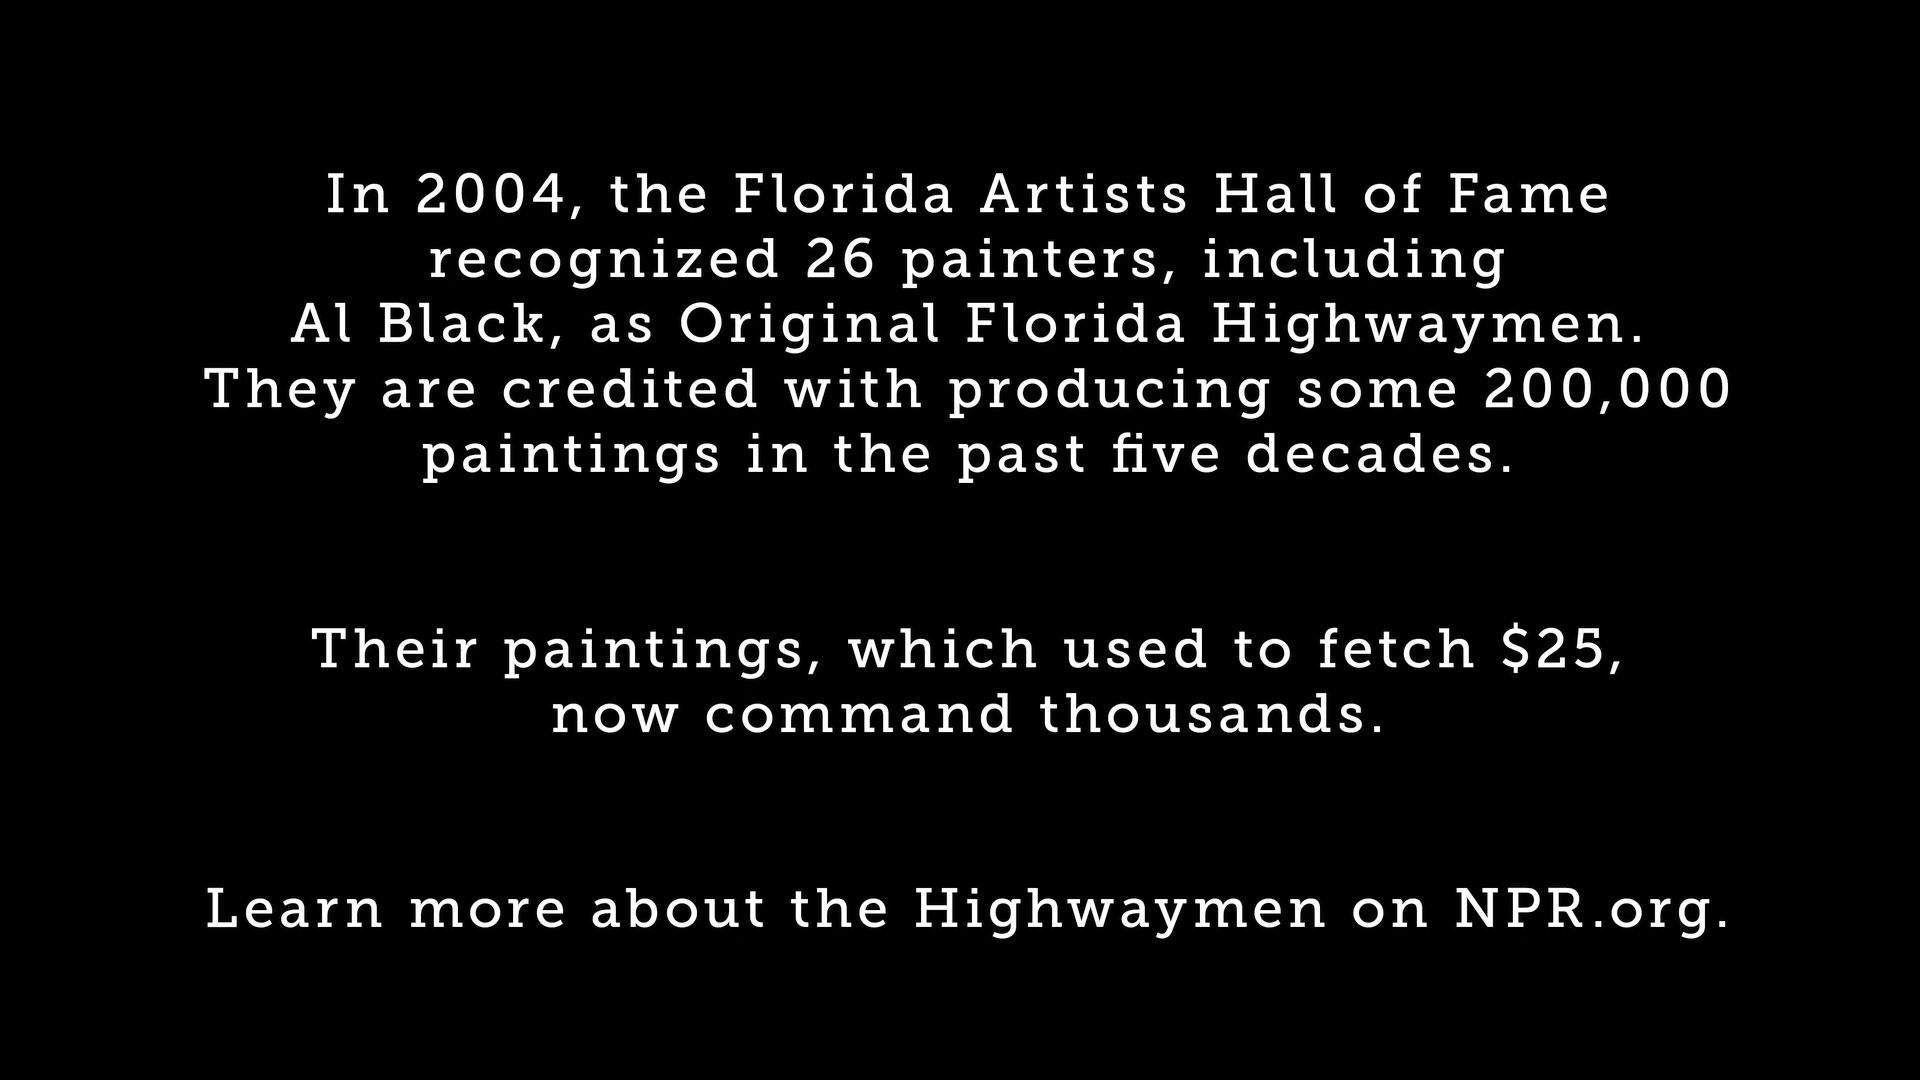 In 2004, the Florida Artists Hall of Fame
recognized 26 painters, including
Al Black, as Original Florida Highwaymen.
They are credited with producing some 200,000
paintings in the past five decades.
Their paintings, which used to fetch $25,
now command thousands.
Learn more about the Highwaymen on NPR.org.